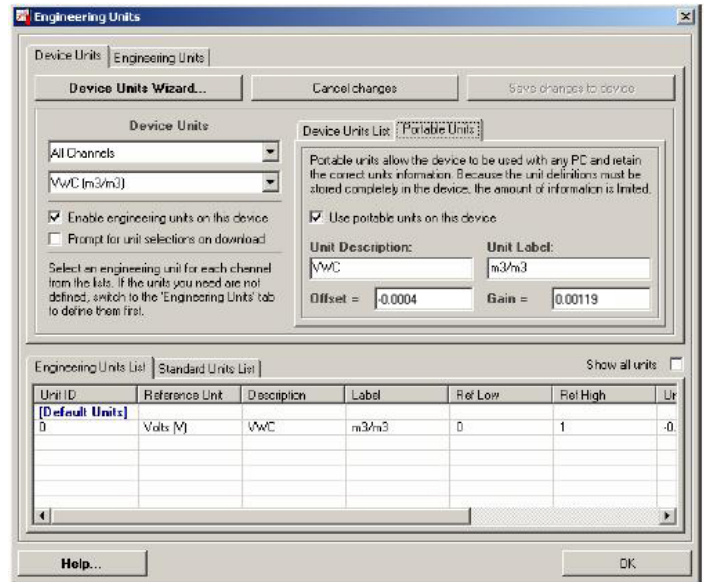 Engineering Units
Device Units Engineering Units
Device Units Wizard... Cancel changes Save changes to device
Device Units
All Channels
VWC (m3/m3)
Enable engineering units on this device
Prompt for unit selections on download
Select an engineering unit for each channel
from the lists. If the units you need are not
defined, switch to the 'Engineering Units' tab
to define them first.
Device Units List Portable Units
Portable units allow the device to be used with any PC and retain
the correct units information. Because the unit definitions must be
stored completely in the device, the amount of information is limited.
Use portable units on this device
Unit Description: Unit Label:
VWC m3/m3
Offset = -0.0004 Gain = 0.00119
Engineering Units List Standard Units List Show all units
Unit ID Reference Unit Description Label Ref Low Ref High Un
[Default Units]
0 Volts (V) VWC m3/m3 0 1 -0.
Help... OK